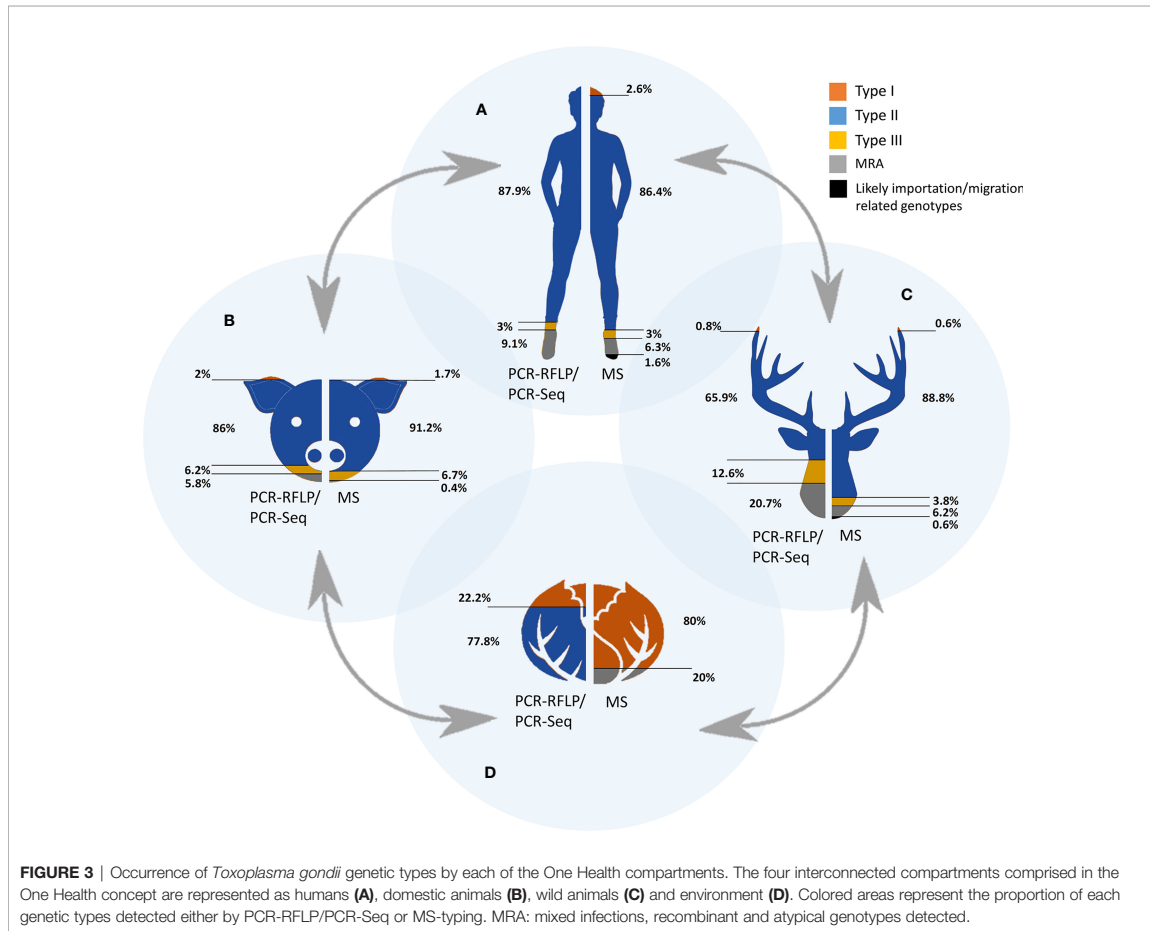 A
2.6%
87.9%
86.4%
3%
9.1%
3%
6.3%
1.6%
PCR-RFLP/
PCR-Seq
MS
Type I
Type II
Type III
MRA
Likely importation/migration
related genotypes
B
2%
1.7%
86%
91.2%
6.2%
5.8%
6.7%
0.4%
PCR-RFLP/
PCR-Seq
MS
C
0.8%
0.6%
65.9%
88.8%
12.6%
20.7%
3.8%
6.2%
0.6%
PCR-RFLP/
PCR-Seq
MS
22.2%
77.8%
80%
20%
PCR-RFLP/
PCR-Seq
MS
D
FIGURE 3 | Occurrence of Toxoplasma gondii genetic types by each of the One Health compartments. The four interconnected compartments comprised in the
One Health concept are represented as humans (A), domestic animals (B), wild animals (C) and environment (D). Colored areas represent the proportion of each
genetic types detected either by PCR-RFLP/PCR-Seq or MS-typing. MRA: mixed infections, recombinant and atypical genotypes detected.